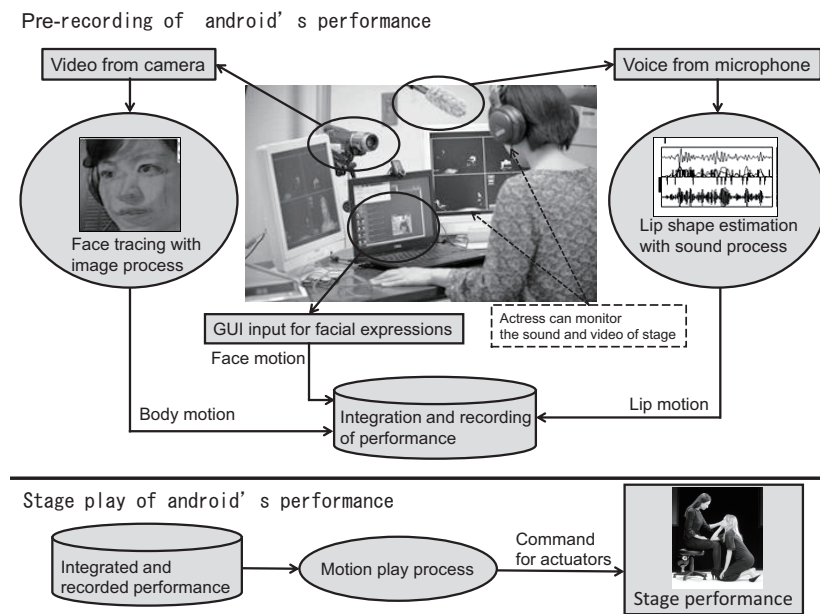 Pre-recording of android's performance
Video from camera
Voice from microphone
Face tracing with
image process
Lip shape estimation
with sound process
Actress can monitor
the sound and video of stage
GUI input for facial expressions
Face motion
Body motion
Integration and recording
of performance
Lip motion
Stage play of android's performance
Integrated and
recorded performance
Motion play process
Command
for actuators
Stage performance